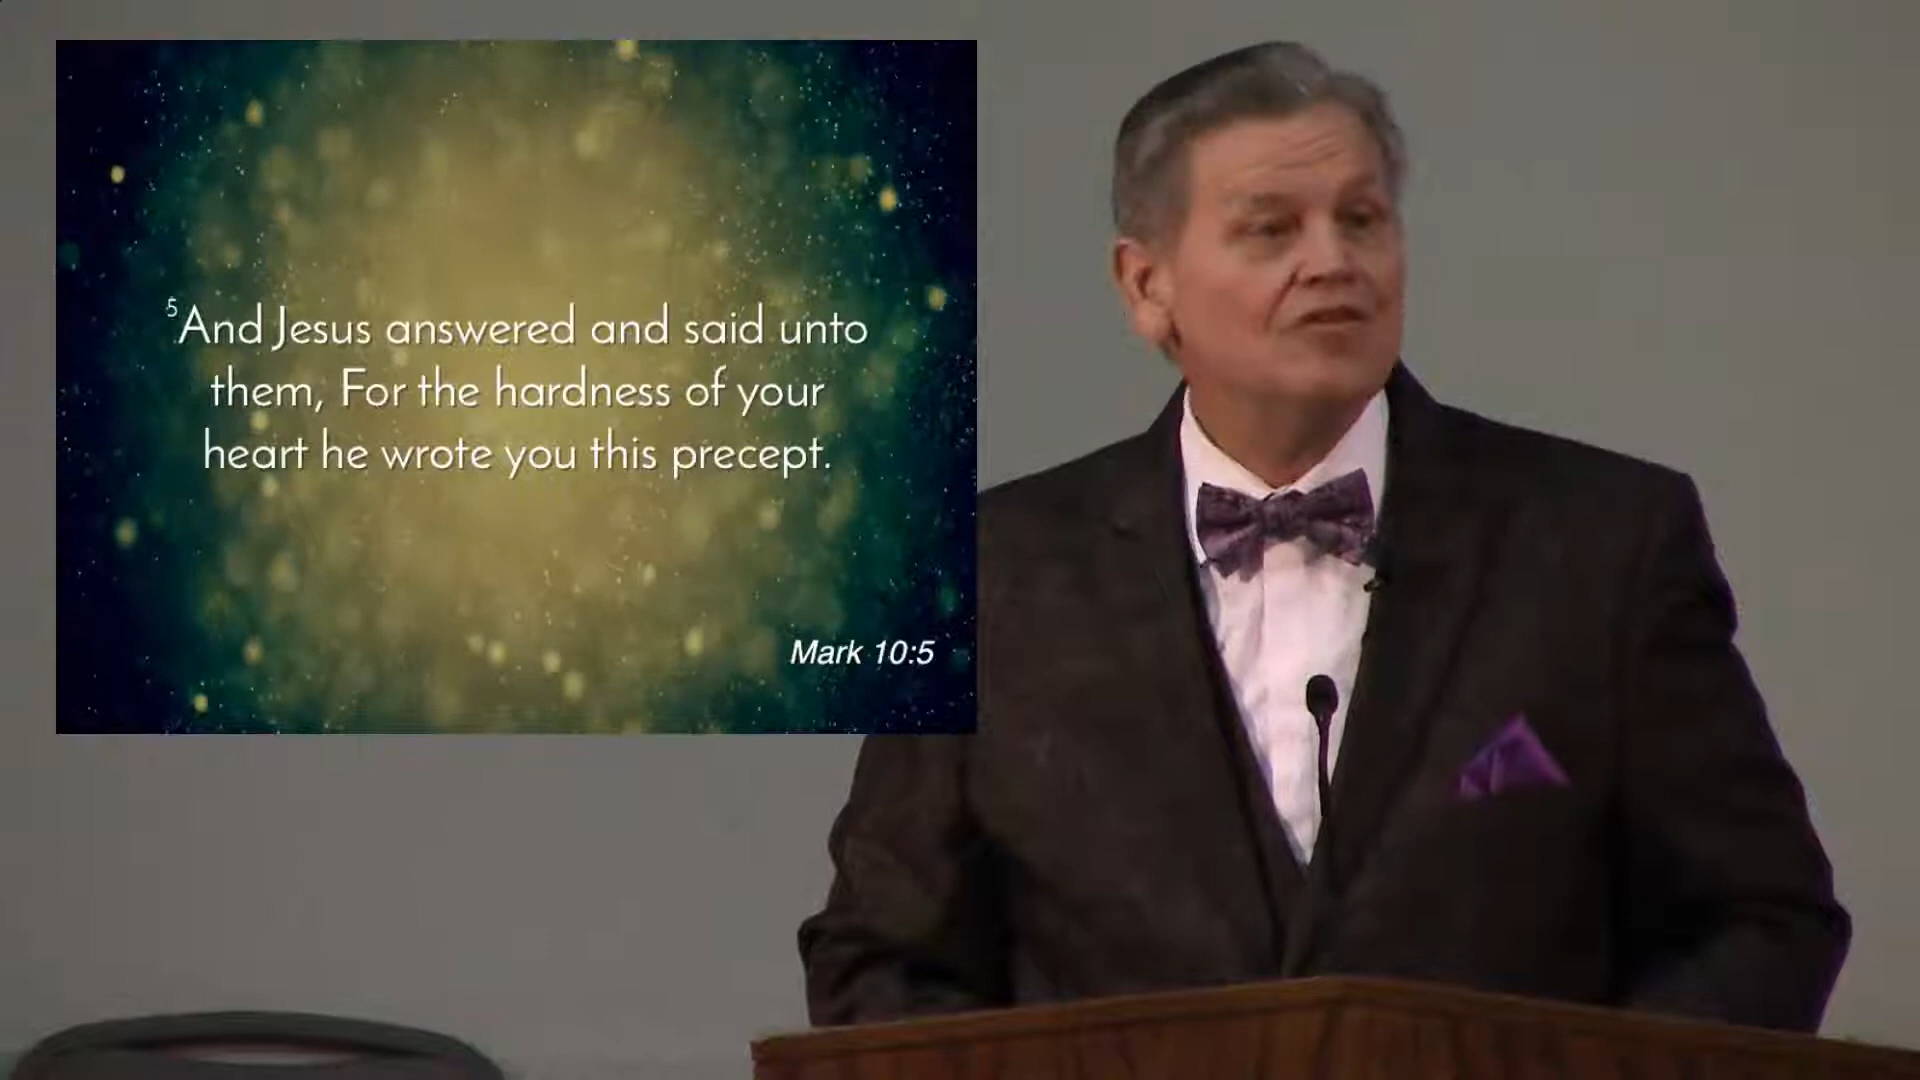 ⁵And Jesus answered and said unto
them, For the hardness of your
heart he wrote you this precept.
Mark 10:5